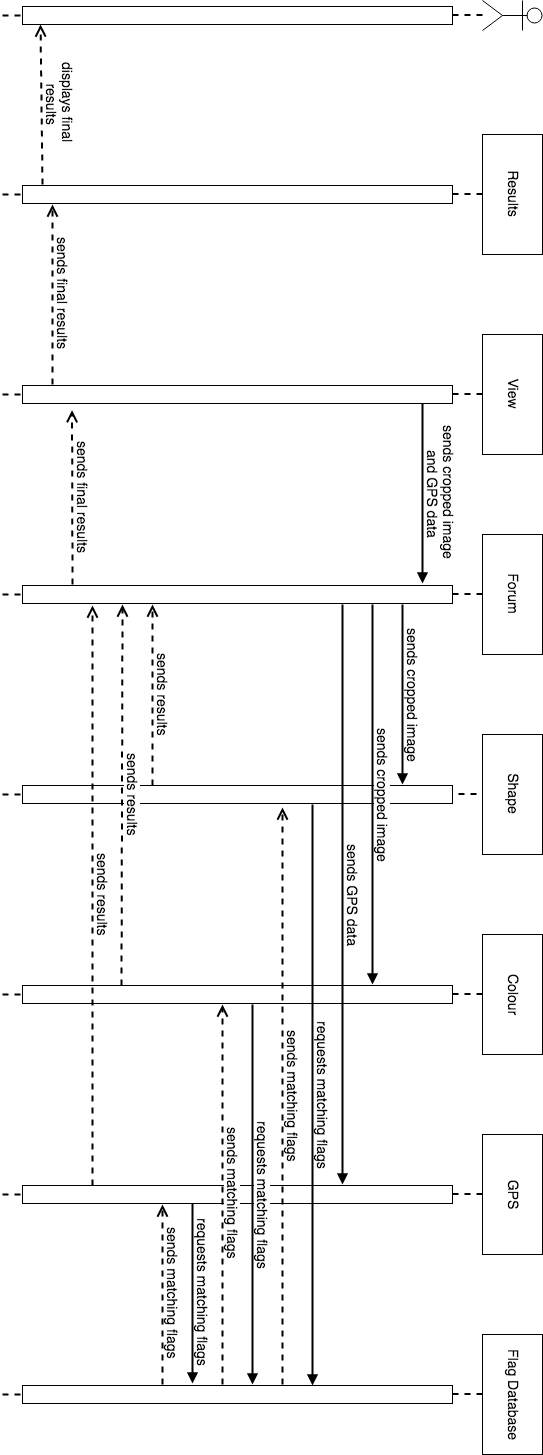 Results
View
Forum
Shape
Colour
GPS
Flag Database
sends cropped image
and GPS data
sends cropped image
sends cropped image
sends GPS data
requests matching flags
sends matching flags
requests matching flags
sends matching flags
requests matching flags
sends matching flags
sends results
sends results
sends results
sends final results
sends final results
displays final
results